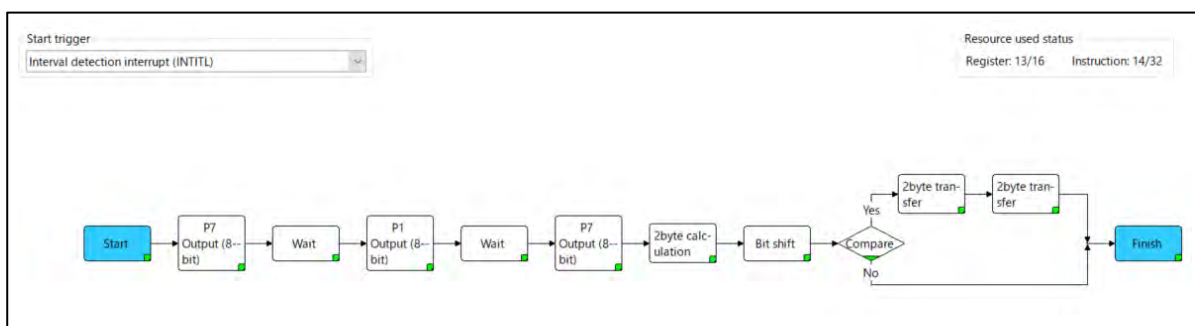 Start trigger
Interval detection interrupt (INTITL)
Resource used status
Register: 13/16 Instruction: 14/32
Start
P7
Output (8--
bit)
Wait
P1
Output (8--
bit)
Wait
P7
Output (8--
bit)
2byte calc-
ulation
Bit shift
Compare
Yes
No
2byte tran-
sfer
2byte tran-
sfer
Finish